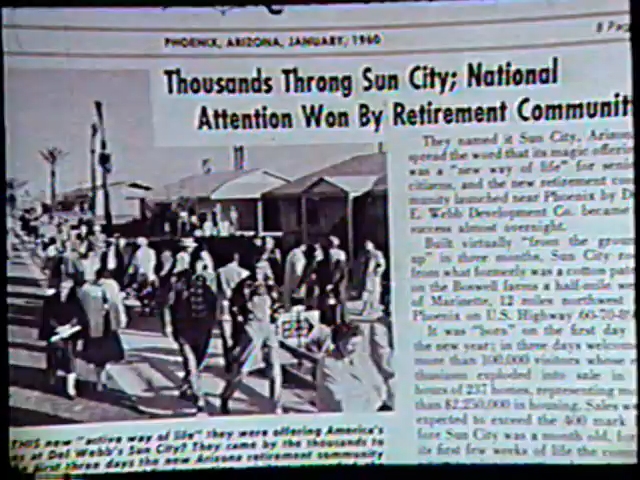 PHOENIX, ARIZONA, JANUARY, 1960
8 Pag
Thousands Throng Sun City; National
Attention Won By Retirement Communit
They named it Sun City, Arizon
spread the word that its magic offerin
was a "new way of life" for seni
citizens, and the new retirement com
munity launched near Phoenix by D
E. Webb Development Co. became
success almost overnight.
Built virtually "from the groun
up" in three months, Sun City ro
from what formerly was a cotton pat
on the Boswell farms a half-mile we
of Marinette, 12 miles northwest
Phoenix on U.S. Highway 60-70-89
It was "born" on the first day
the new year; in three days welcom
more than 100,000 visitors whose
thusiasm exploded into sale in
hours of 237 homes, representing m
than $2,250,000 in housing. Sales w
expected to exceed the 400 mark
fore Sun City was a month old, fo
its first few weeks of life the com
THIS new "active way of life" they were offering America's
at Del Webb's Sun City? They came by the thousands to
first three days the new Arizona retirement community